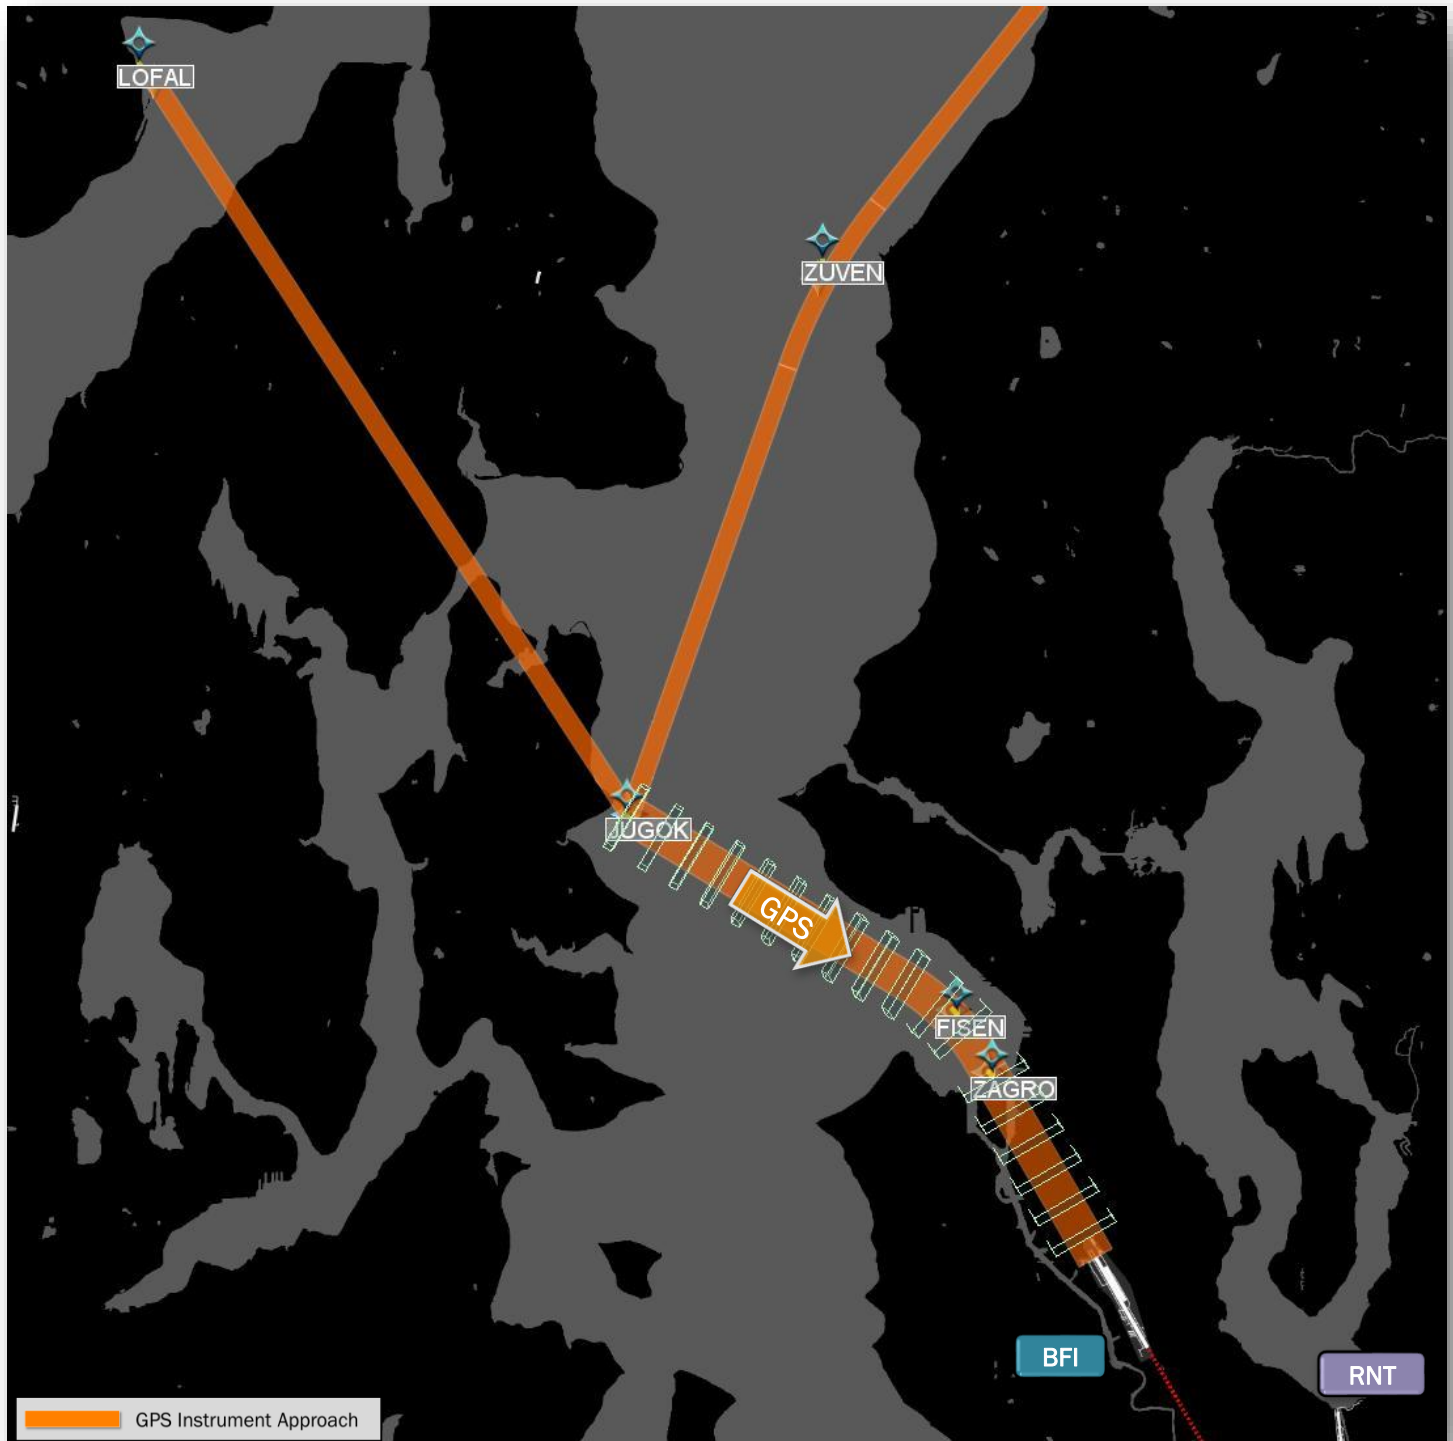 LOFAL
ZUVEN
JUGOK
GPS
FISEN
ZAGRO
BFI
RNT
GPS Instrument Approach